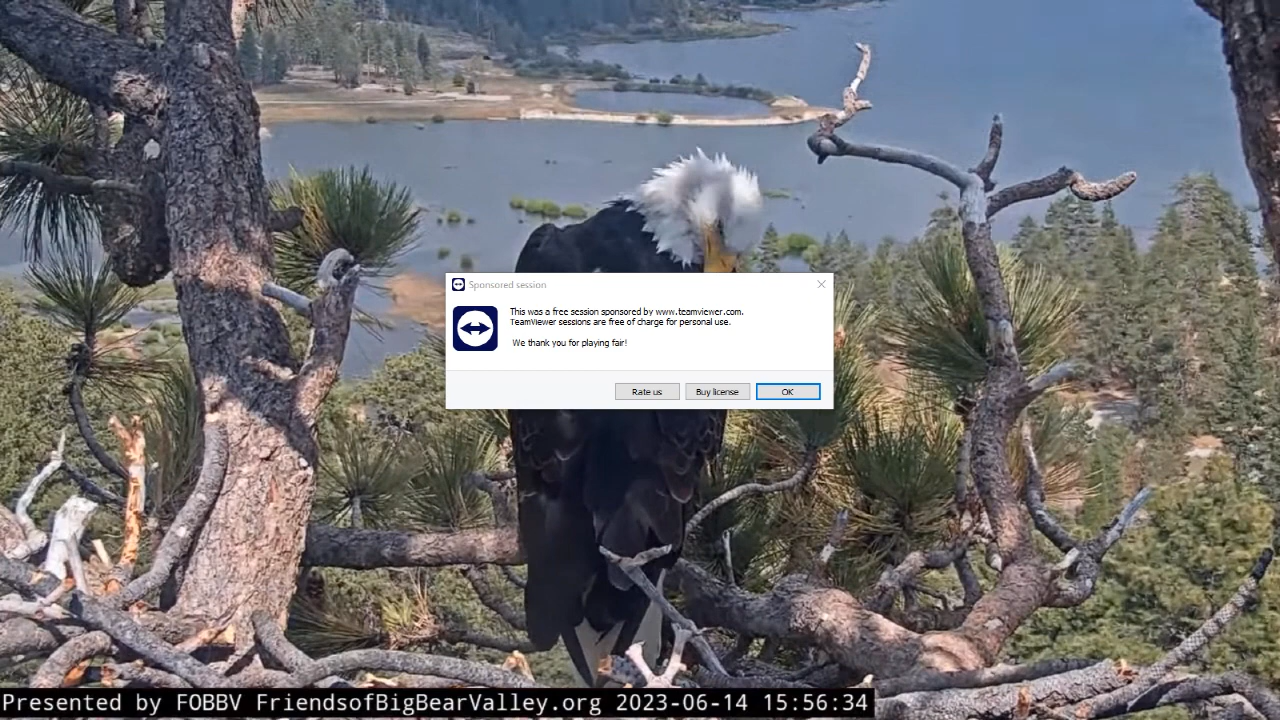 Sponsored session
This was a free session sponsored by www.teamviewer.com.
TeamViewer sessions are free of charge for personal use.
We thank you for playing fair!
Rate us
Buy license
OK
Presented by FOBBV FriendsofBigBearValley.org 2023-06-14 15:56:34